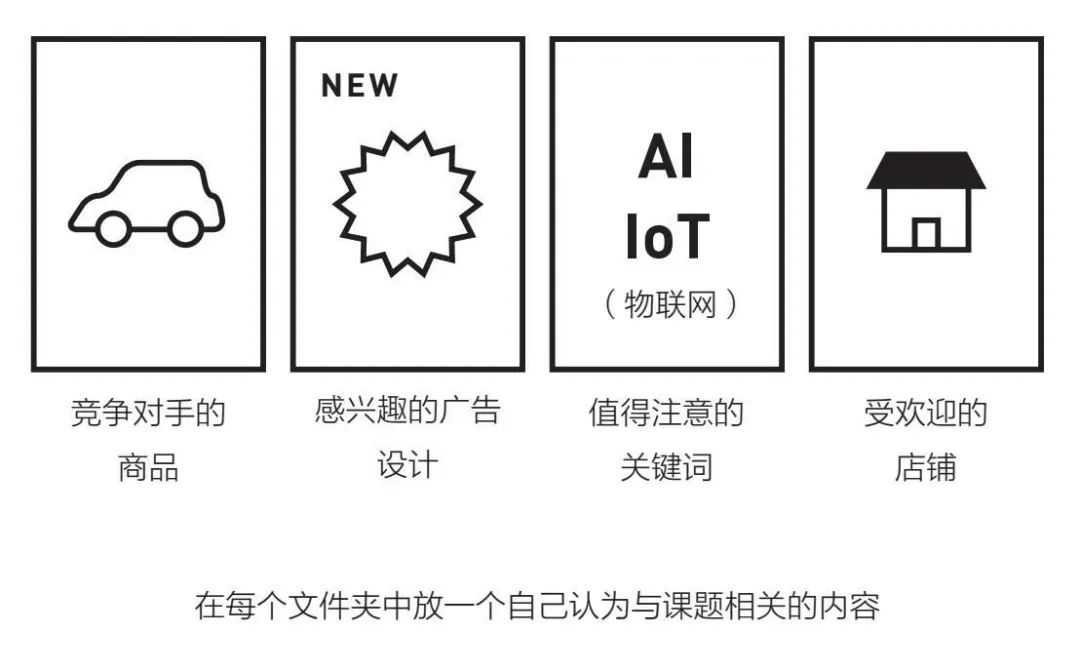 NEW
AI
IoT
（物联网）
竞争对手的
商品
感兴趣的广告
设计
值得注意的
关键词
受欢迎的
店铺
在每个文件夹中放一个自己认为与课题相关的内容